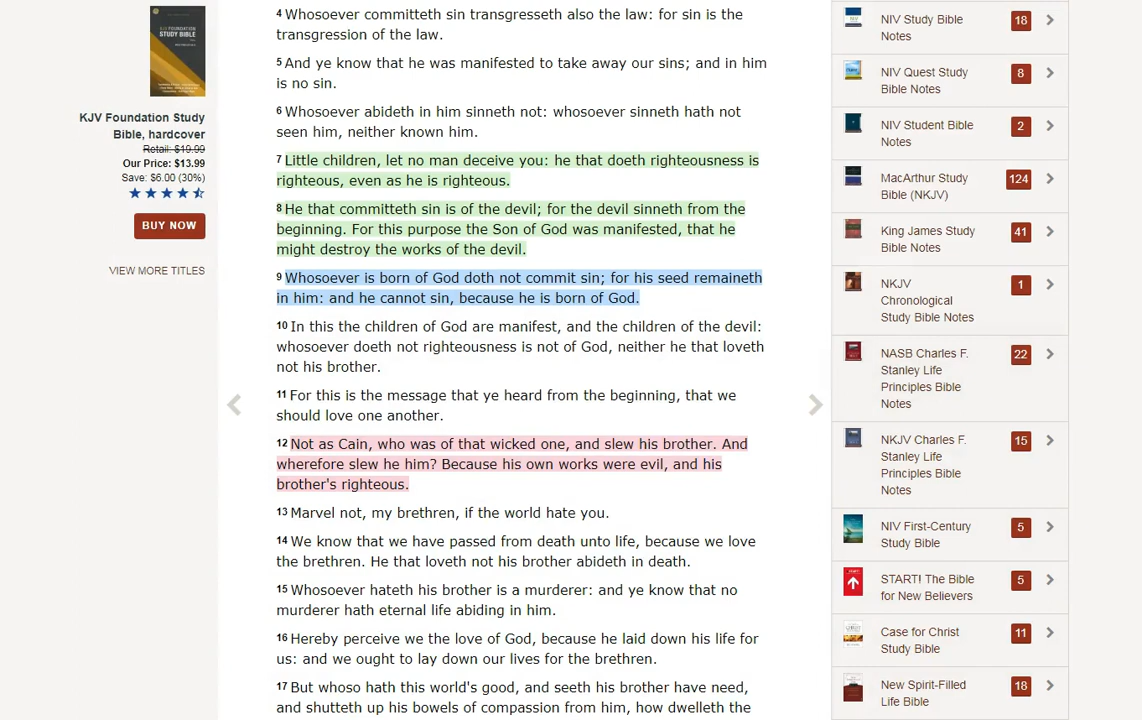 KJV Foundation Study
Bible, hardcover
Retail: $19.99
Our Price: $13.99
Save: $6.00 (30%)
BUY NOW
VIEW MORE TITLES
4 Whosoever committeth sin transgresseth also the law: for sin is the
transgression of the law.
5 And ye know that he was manifested to take away our sins; and in him
is no sin.
6 Whosoever abideth in him sinneth not: whosoever sinneth hath not
seen him, neither known him.
7 Little children, let no man deceive you: he that doeth righteousness is
righteous, even as he is righteous.
8 He that committeth sin is of the devil; for the devil sinneth from the
beginning. For this purpose the Son of God was manifested, that he
might destroy the works of the devil.
9 Whosoever is born of God doth not commit sin; for his seed remaineth
in him: and he cannot sin, because he is born of God.
10 In this the children of God are manifest, and the children of the devil:
whosoever doeth not righteousness is not of God, neither he that loveth
not his brother.
11 For this is the message that ye heard from the beginning, that we
should love one another.
12 Not as Cain, who was of that wicked one, and slew his brother. And
wherefore slew he him? Because his own works were evil, and his
brother's righteous.
13 Marvel not, my brethren, if the world hate you.
14 We know that we have passed from death unto life, because we love
the brethren. He that loveth not his brother abideth in death.
15 Whosoever hateth his brother is a murderer: and ye know that no
murderer hath eternal life abiding in him.
16 Hereby perceive we the love of God, because he laid down his life for
us: and we ought to lay down our lives for the brethren.
17 But whoso hath this world's good, and seeth his brother have need,
and shutteth up his bowels of compassion from him, how dwelleth the
NIV Study Bible
Notes
18
NIV Quest Study
Bible Notes
8
NIV Student Bible
Notes
2
MacArthur Study
Bible (NKJV)
124
King James Study
Bible Notes
41
NKJV
Chronological
Study Bible Notes
1
NASB Charles F.
Stanley Life
Principles Bible
Notes
22
NKJV Charles F.
Stanley Life
Principles Bible
Notes
15
NIV First-Century
Study Bible
5
START! The Bible
for New Believers
5
Case for Christ
Study Bible
11
New Spirit-Filled
Life Bible
18